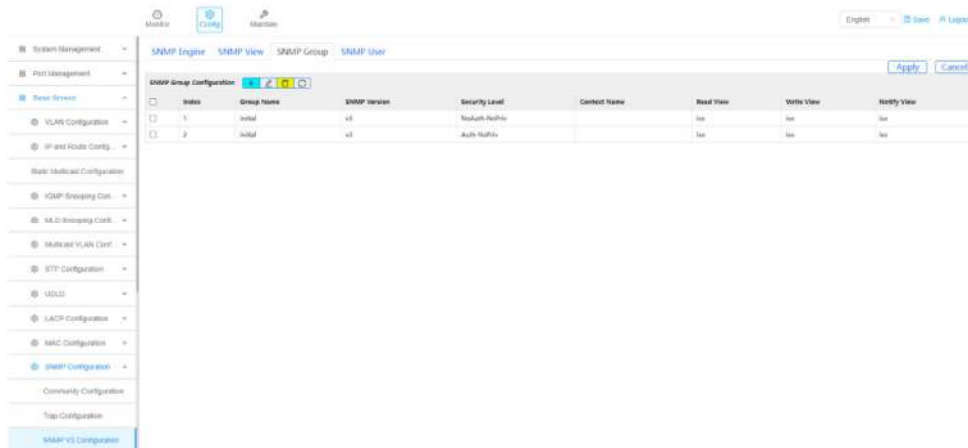 Monitor Config Maintain English Save Logout
System Management
Port Management
Base Server
VLAN Configuration
IP and Route Config...
Static Multicast Configuration
IGMP Snooping Con...
MLD Snooping Confi...
Multicast VLAN Conf...
STP Configuration
UDLD
LACP Configuration
MAC Configuration
SNMP Configuration
Community Configuration
Trap Configuration
SNMP V3 Configuration
SNMP Engine SNMP View SNMP Group SNMP User
Apply Cancel
SNMP Group Configuration
Index Group Name SNMP Version Security Level Context Name Read View Write View Notify View
1 initial v3 NoAuth-NoPriv iso iso iso
2 initial v3 Auth-NoPriv iso iso iso